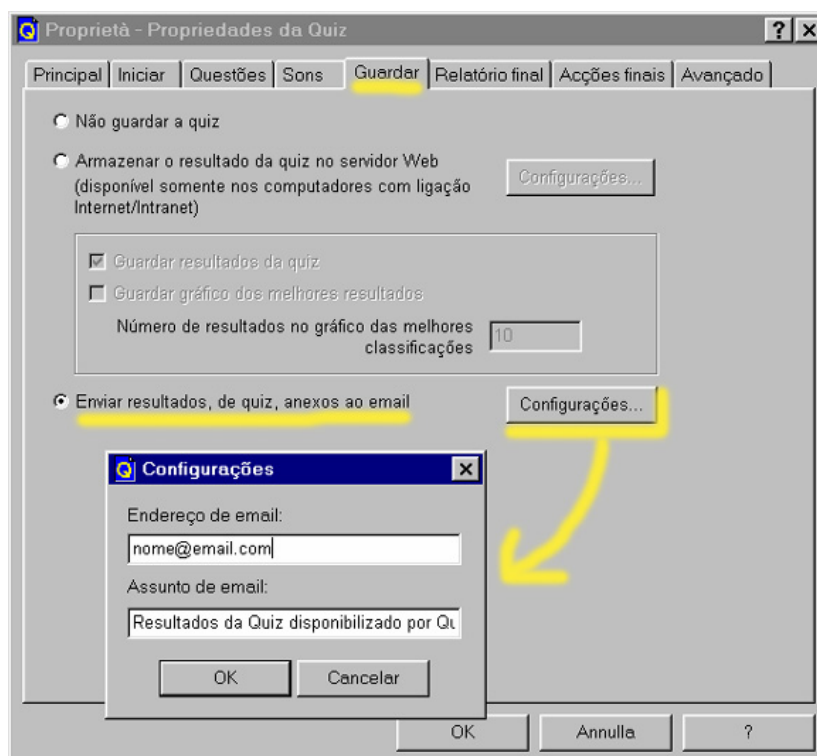 Proprietà - Propriedades da Quiz
? ×
Principal Iniciar Questões Sons Guardar Relatório final Acções finais Avançado
Não guardar a quiz
Armazenar o resultado da quiz no servidor Web
(disponível somente nos computadores com ligação
Internet/Intranet)
Configurações...
Guardar resultados da quiz
Guardar gráfico dos melhores resultados
Número de resultados no gráfico das melhores
classificações
10
Enviar resultados, de quiz, anexos ao email
Configurações...
Configurações
Endereço de email:
nome@email.com
Assunto de email:
Resultados da Quiz disponibilizado por Qu
OK Cancelar
OK Annulla ?